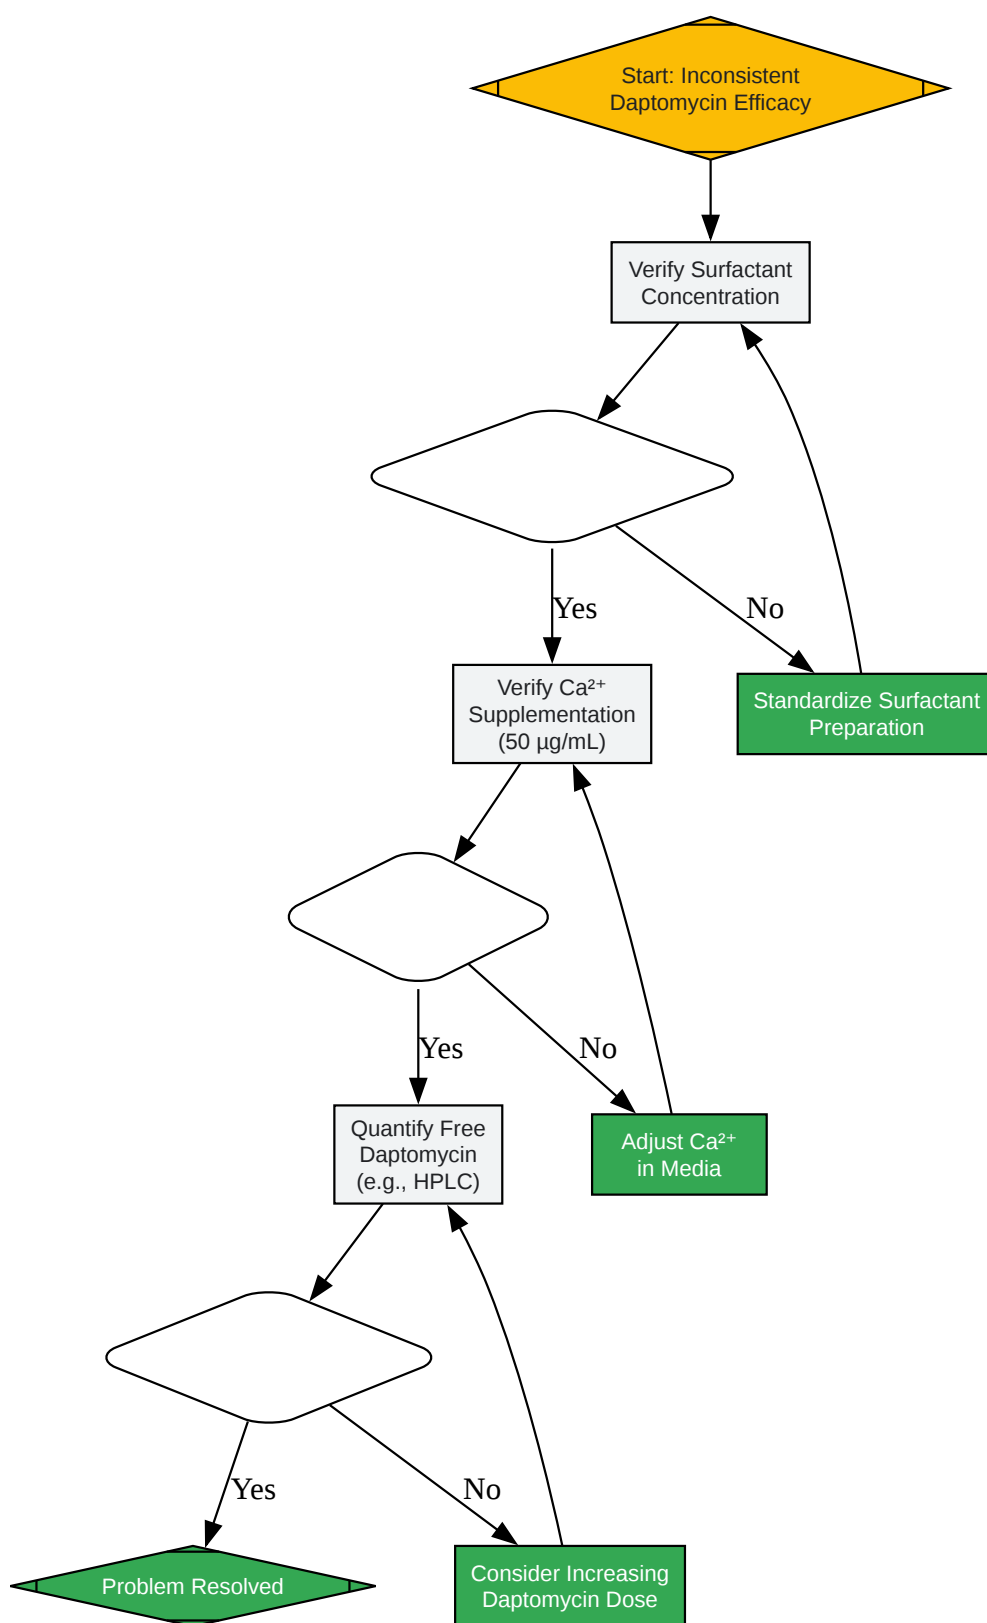 Start: Inconsistent
Daptomycin Efficacy
Verify Surfactant
Concentration
Yes
No
Standardize Surfactant
Preparation
Verify Ca²⁺
Supplementation
(50 µg/mL)
Yes
No
Adjust Ca²⁺
in Media
Quantify Free
Daptomycin
(e.g., HPLC)
Yes
No
Problem Resolved
Consider Increasing
Daptomycin Dose